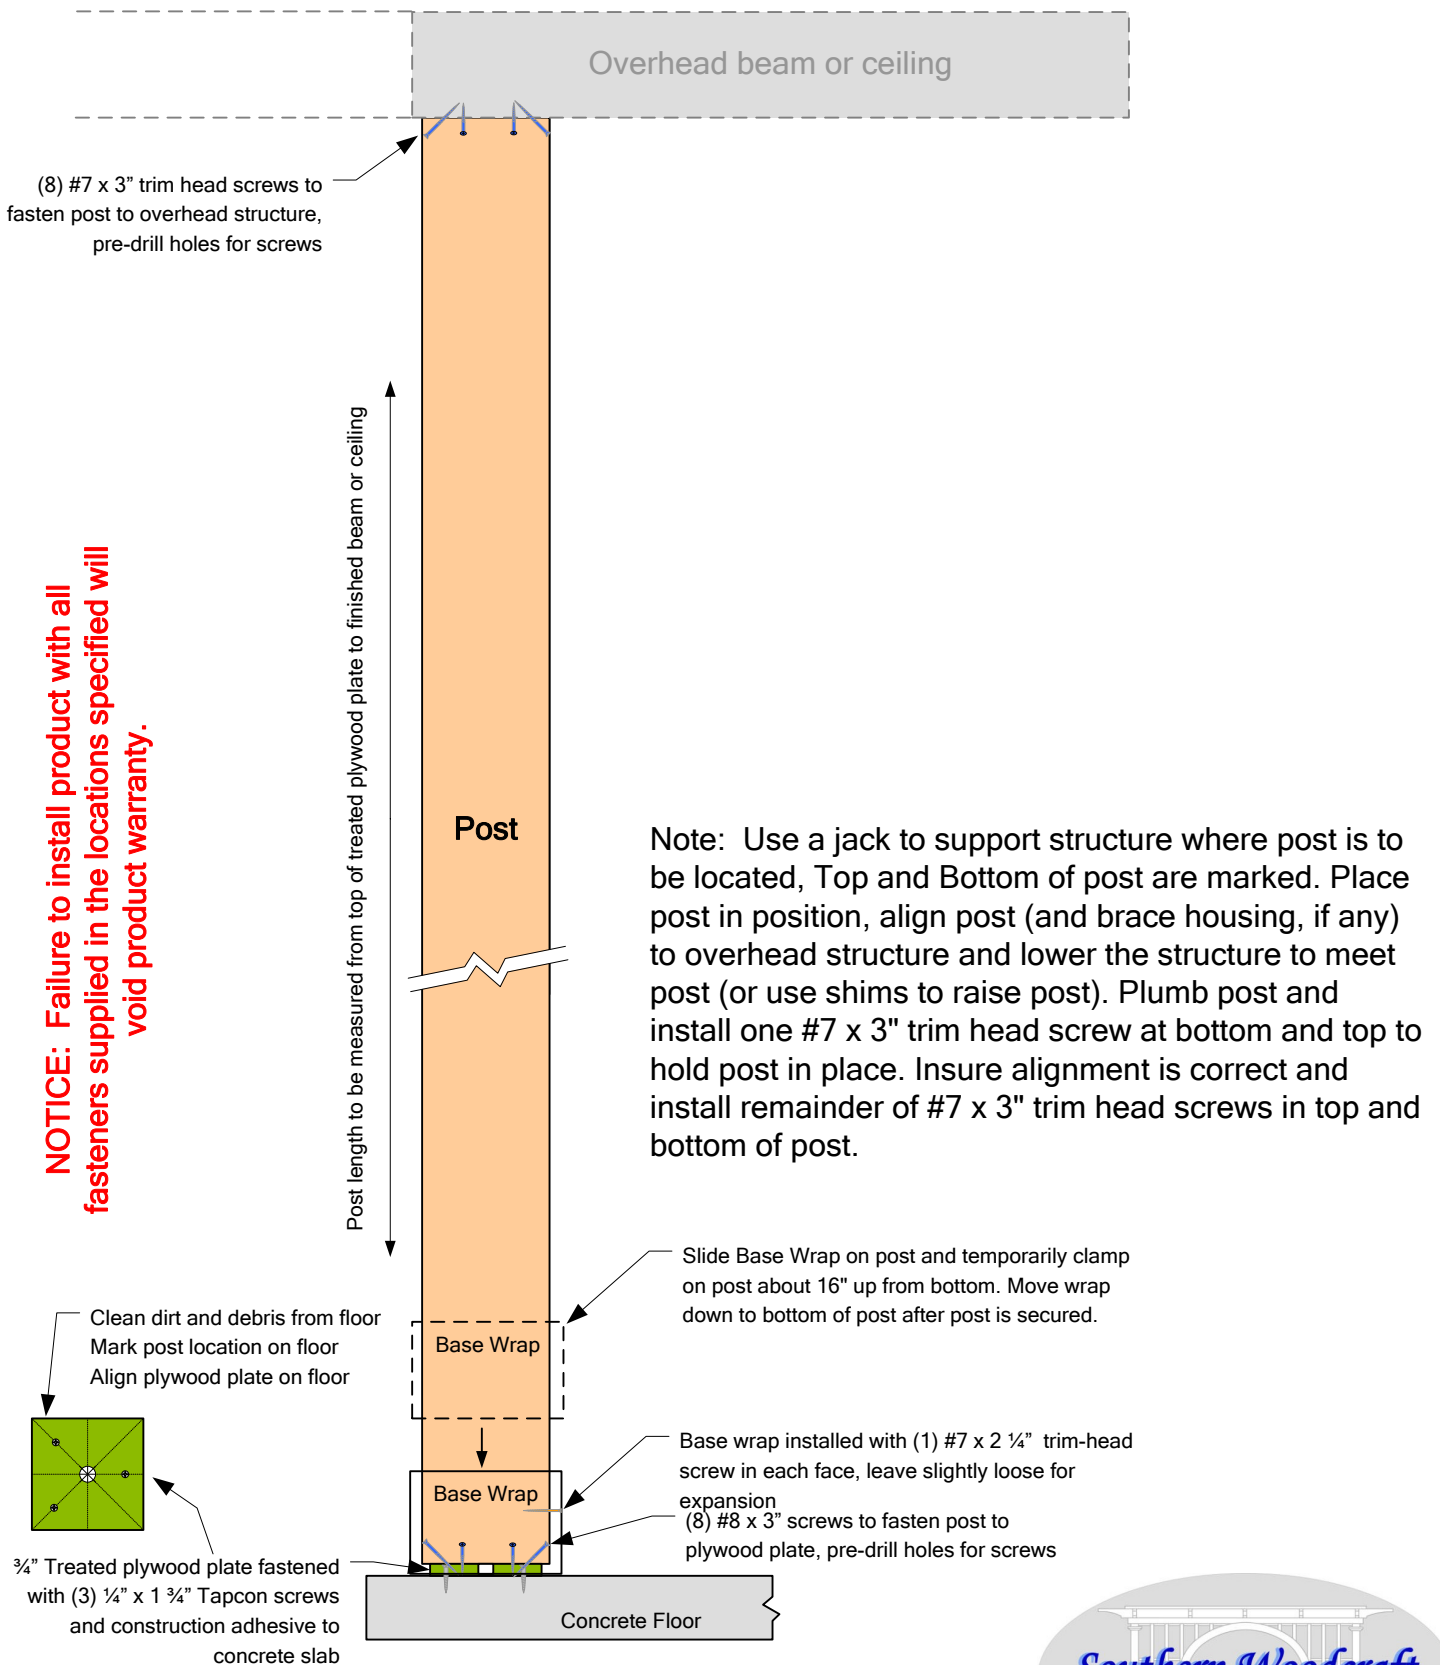 Overhead beam or ceiling
(8) #7 x 3” trim head screws to
fasten post to overhead structure,
pre-drill holes for screws
Post length to be measured from top of treated plywood plate to finished beam or ceiling
NOTICE: Failure to install product with all
fasteners supplied in the locations specified will
void product warranty.
Post
Note: Use a jack to support structure where post is to
be located, Top and Bottom of post are marked. Place
post in position, align post (and brace housing, if any)
to overhead structure and lower the structure to meet
post (or use shims to raise post). Plumb post and
install one #7 x 3" trim head screw at bottom and top to
hold post in place. Insure alignment is correct and
install remainder of #7 x 3" trim head screws in top and
bottom of post.
Slide Base Wrap on post and temporarily clamp
on post about 16" up from bottom. Move wrap
down to bottom of post after post is secured.
Clean dirt and debris from floor
Mark post location on floor
Align plywood plate on floor
Base Wrap
Base wrap installed with (1) #7 x 2 ¼” trim-head
screw in each face, leave slightly loose for
expansion
Base Wrap
(8) #8 x 3” screws to fasten post to
plywood plate, pre-drill holes for screws
¾” Treated plywood plate fastened
with (3) ¼” x 1 ¾” Tapcon screws
and construction adhesive to
concrete slab
Concrete Floor
Southern Woodcraft